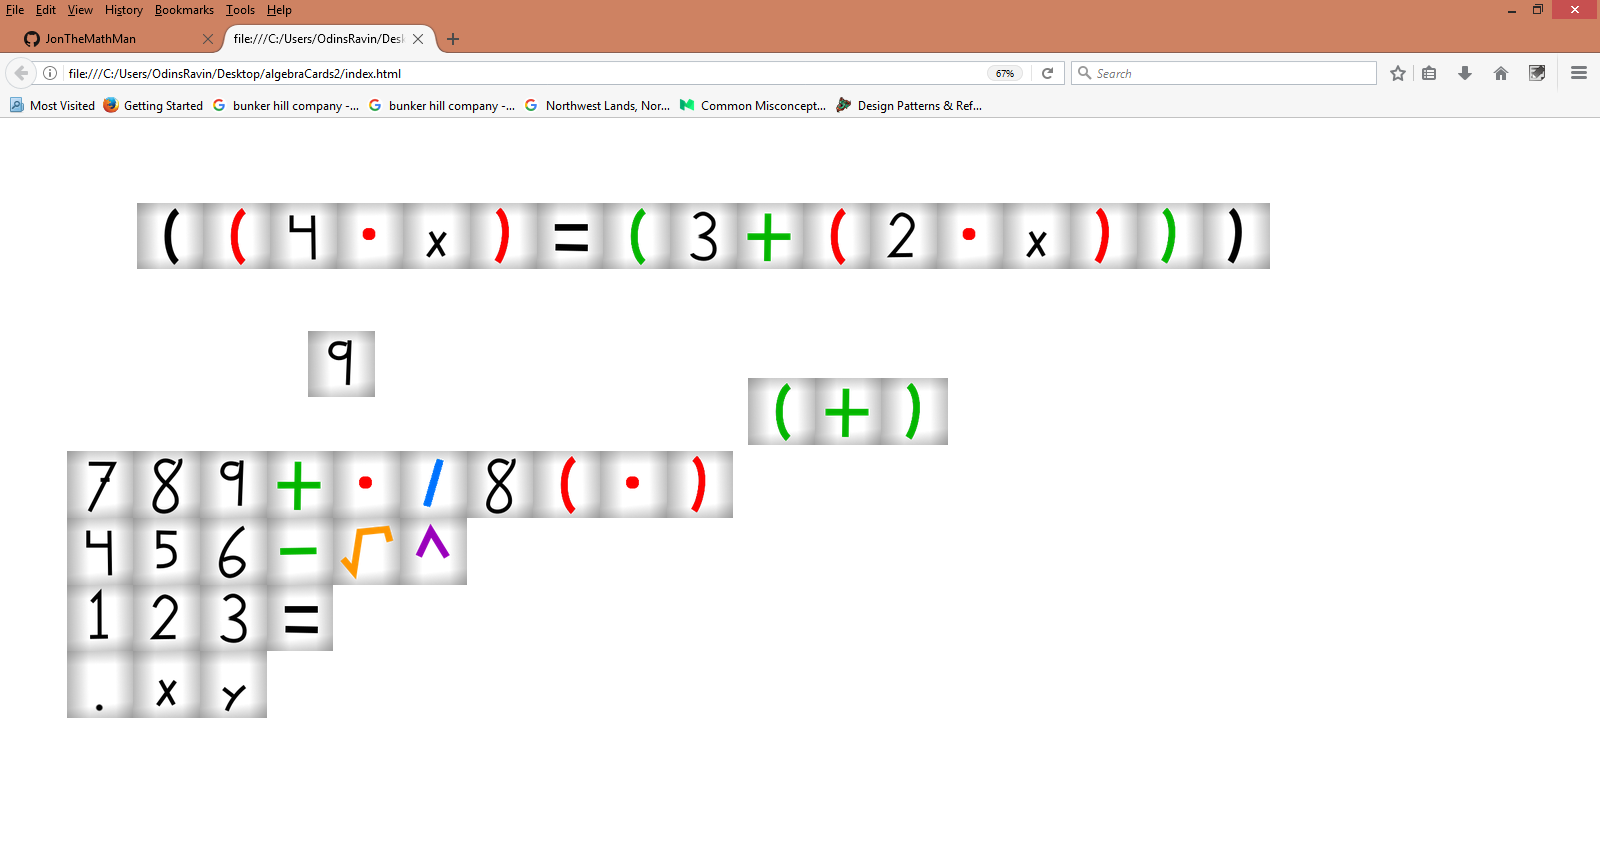 File Edit View History Bookmarks Tools Help
JonTheMathMan file:///C:/Users/OdinsRavin/Desk
file:///C:/Users/OdinsRavin/Desktop/algebraCards2/index.html 67% Search
Most Visited Getting Started bunker hill company -... bunker hill company -... Northwest Lands, Nor... Common Misconcept... Design Patterns & Ref...
( ( 4 · x ) = ( 3 + ( 2 · x ) ) )
9
( + )
7 8 9 + · / 8 ( · )
4 5 6 - √ ^
1 2 3 =
. x y